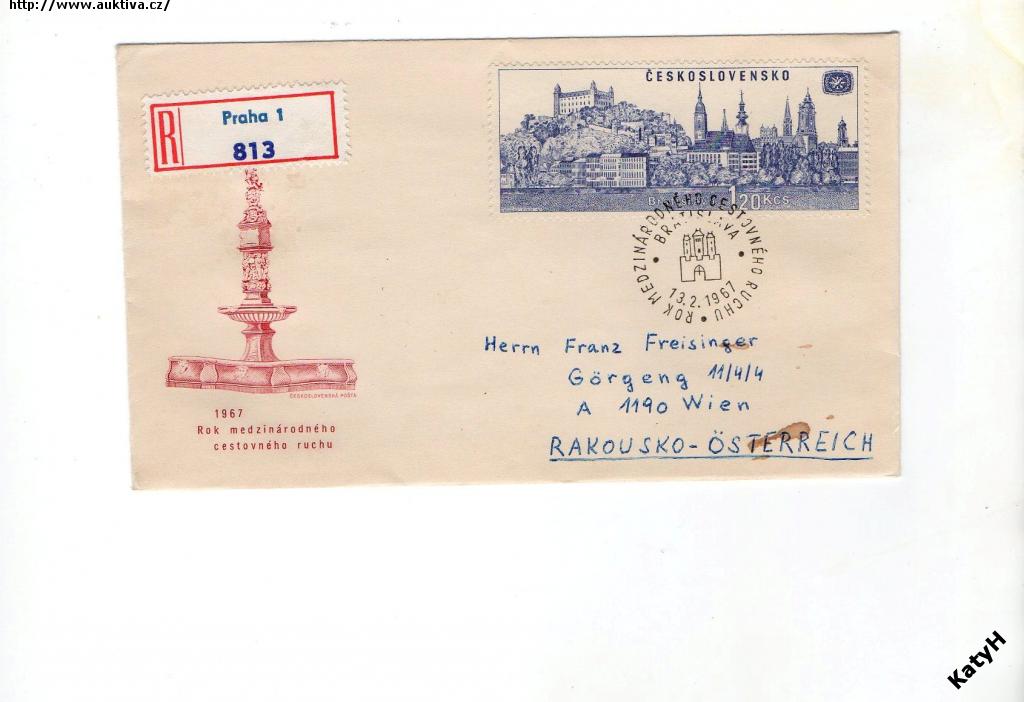 http://www.auktiva.cz/
R
Praha 1
813
ČESKOSLOVENSKO
1,20 KČS
ROK MEDZINÁRODNÉHO CESTOVNÉHO RUCHU
BRATISLAVA
13.2.1967
Herrn Franz Freisinger
Görgeng 11/4/4
A 1190 Wien
RAKOUSKO-ÖSTERREICH
ČESKOSLOVENSKÁ POŠTA
1967
Rok medzinárodného
cestovného ruchu
KatyH